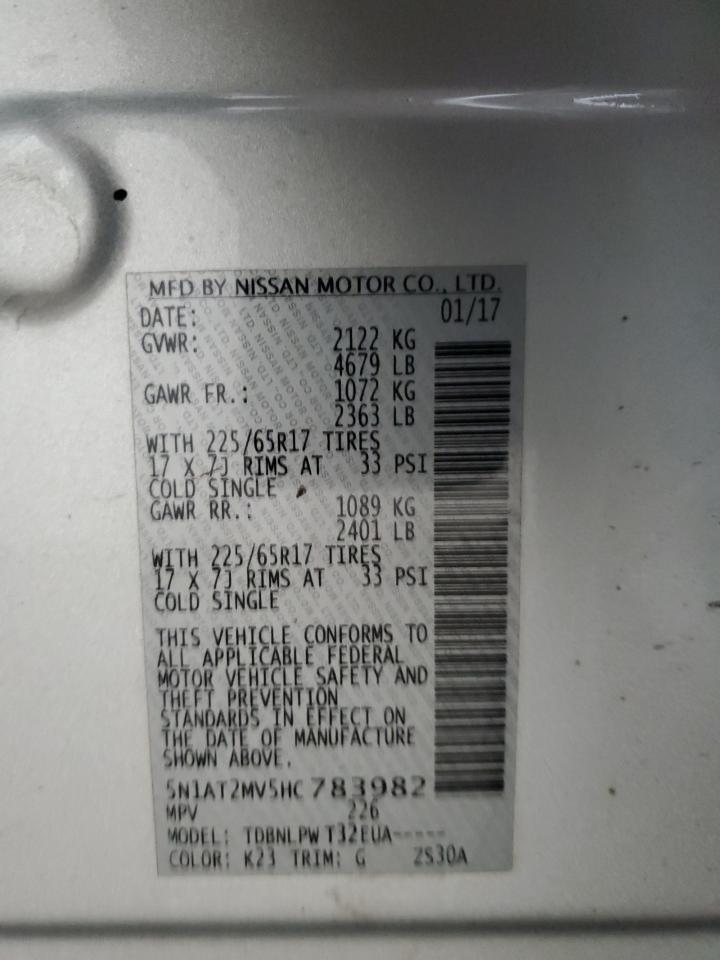 MFD BY NISSAN MOTOR CO., LTD.
DATE: 01/17
GVWR: 2122 KG
4679 LB
GAWR FR.: 1072 KG
2363 LB
WITH 225/65R17 TIRES
17 X 7J RIMS AT 33 PSI
COLD SINGLE
GAWR RR.: 1089 KG
2401 LB
WITH 225/65R17 TIRES
17 X 7J RIMS AT 33 PSI
COLD SINGLE
THIS VEHICLE CONFORMS TO
ALL APPLICABLE FEDERAL
MOTOR VEHICLE SAFETY AND
THEFT PREVENTION
STANDARDS IN EFFECT ON
THE DATE OF MANUFACTURE
SHOWN ABOVE.
5N1AT2MV5HC783982
MPV 226
MODEL: TDBNLPW T32EUA-----
COLOR: K23 TRIM: G ZS30A